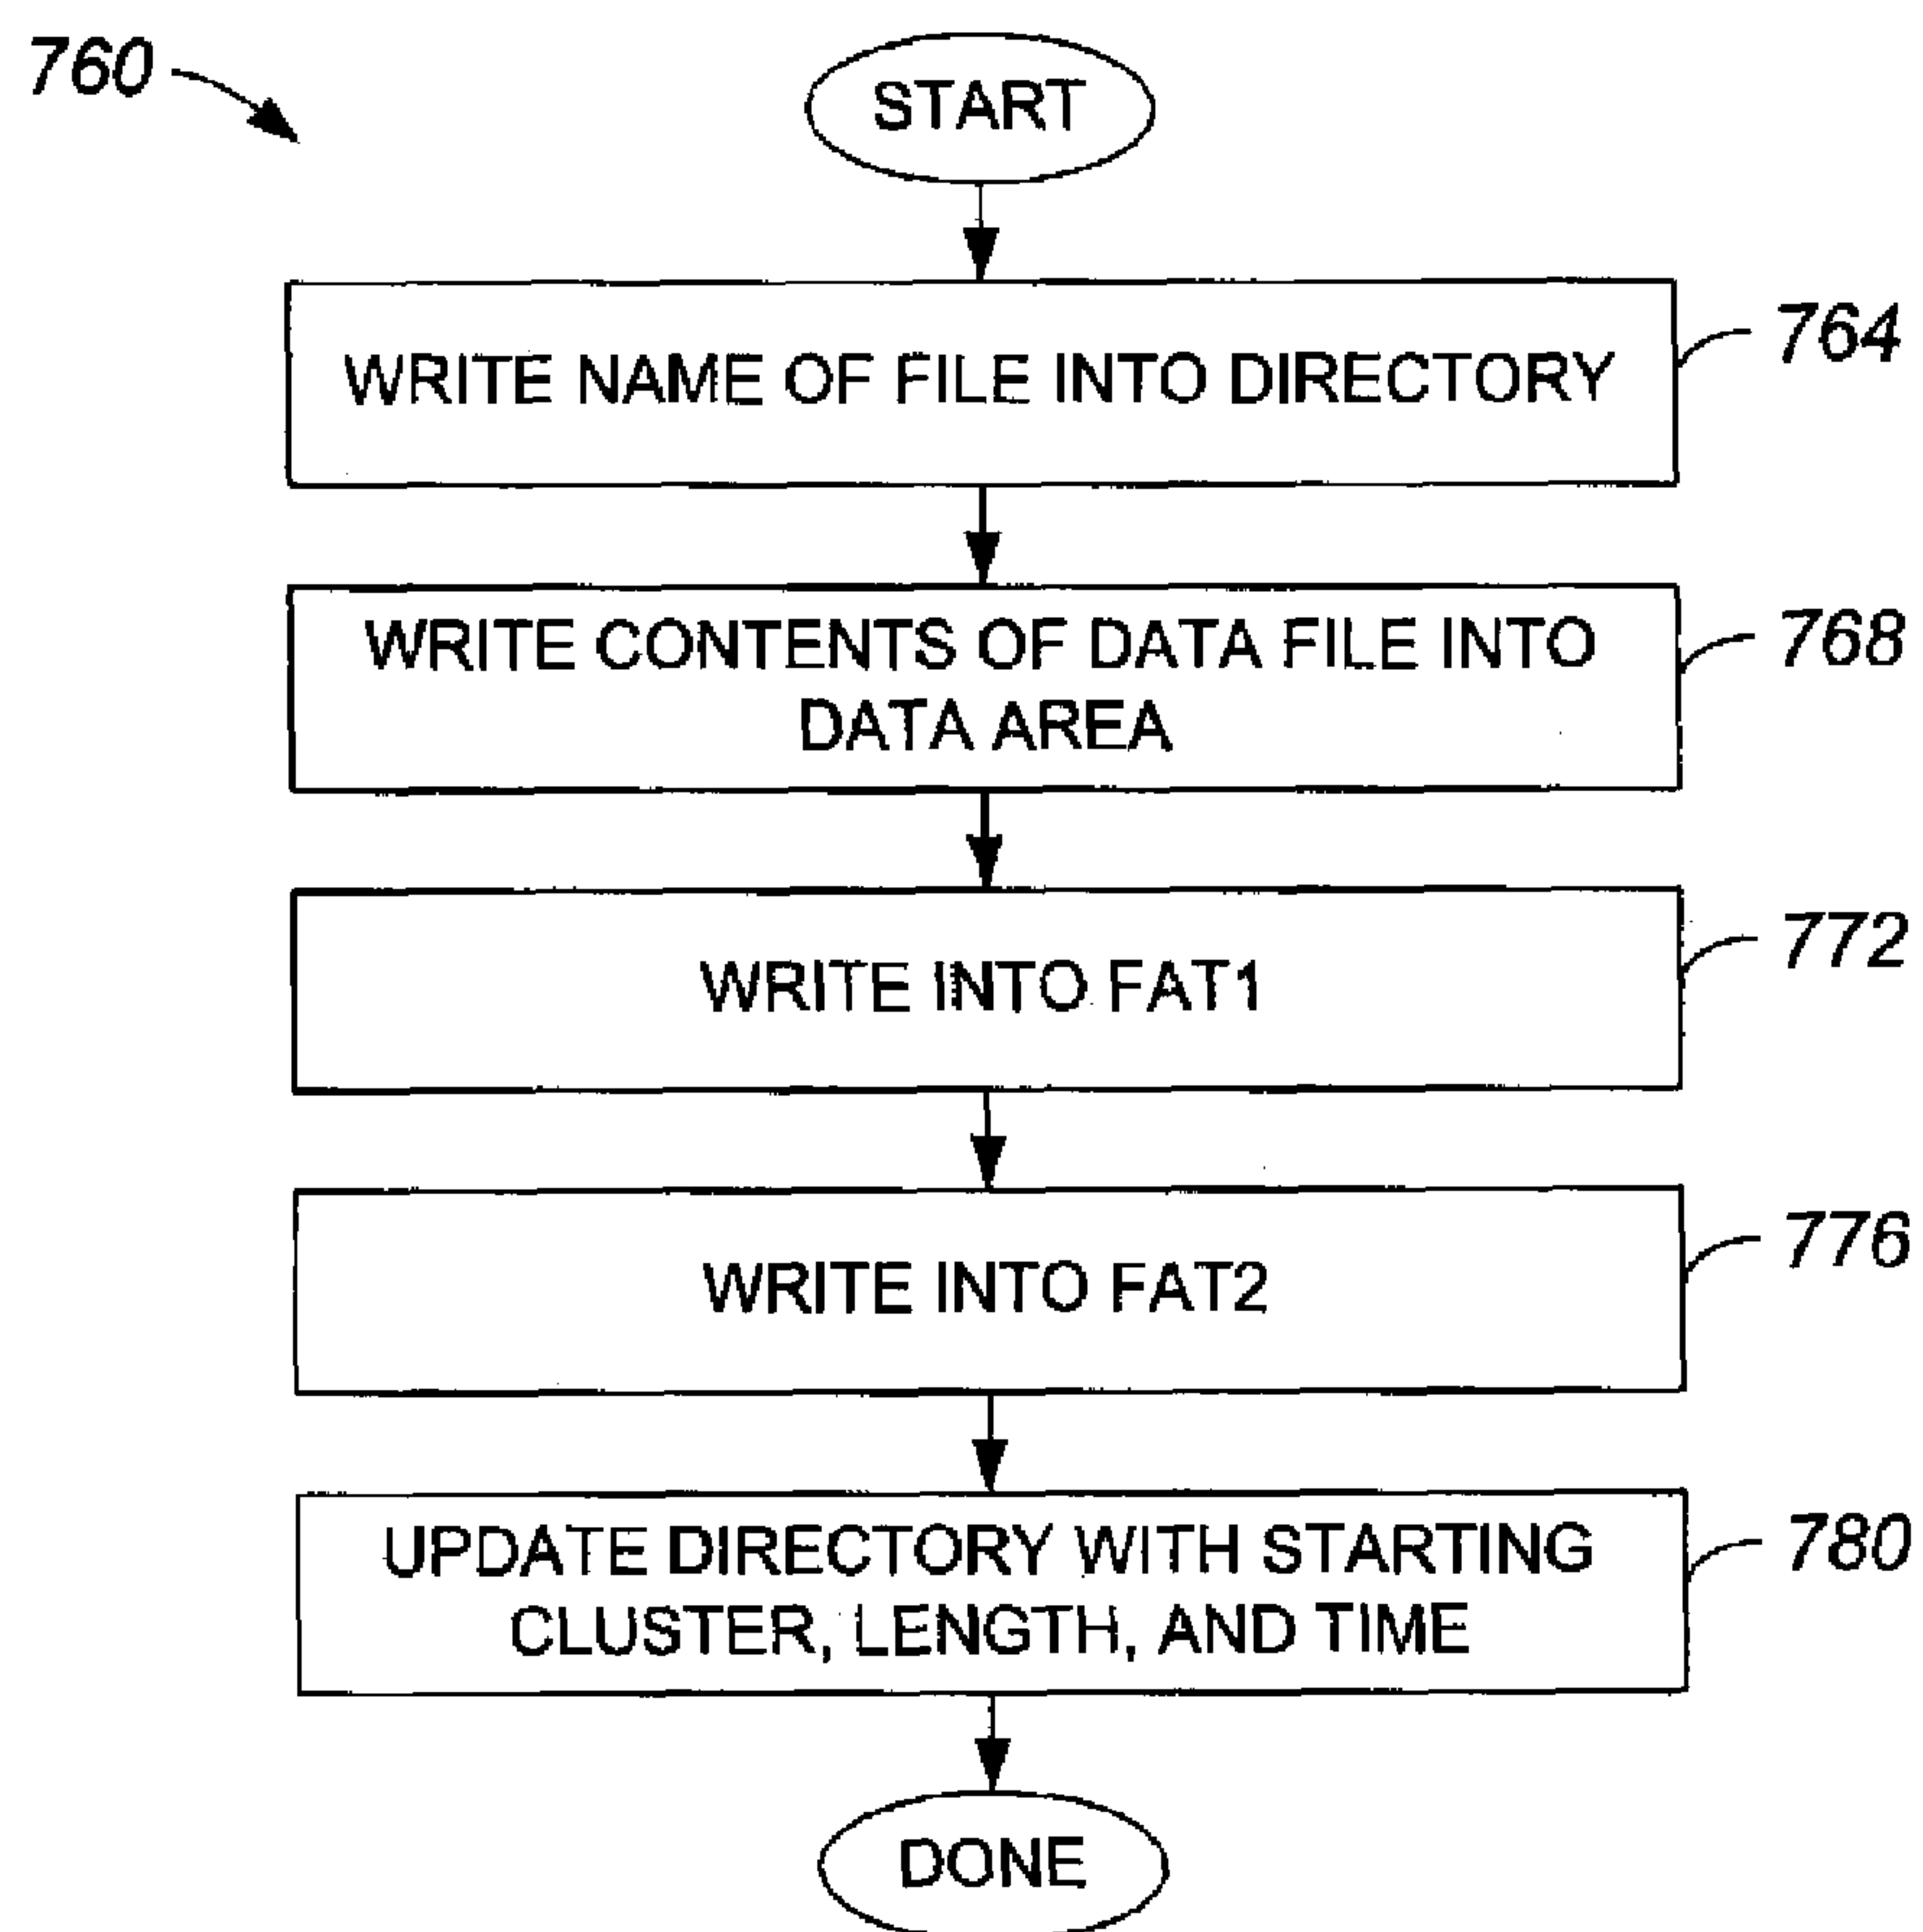 760
START
WRITE NAME OF FILE INTO DIRECTORY
764
WRITE CONTENTS OF DATA FILE INTO
DATA AREA
768
WRITE INTO FAT1
772
WRITE INTO FAT2
776
UPDATE DIRECTORY WITH STARTING
CLUSTER, LENGTH, AND TIME
780
DONE